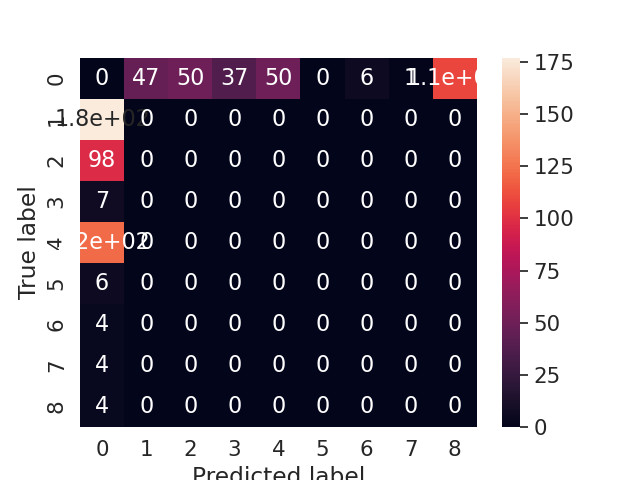 0 0 47 50 37 50 0 6 1 1.1e+0
1 1.8e+02 0 0 0 0 0 0 0 0
2 98 0 0 0 0 0 0 0 0
3 7 0 0 0 0 0 0 0 0
4 2e+02 0 0 0 0 0 0 0 0
5 6 0 0 0 0 0 0 0 0
6 4 0 0 0 0 0 0 0 0
7 4 0 0 0 0 0 0 0 0
8 4 0 0 0 0 0 0 0 0
0 1 2 3 4 5 6 7 8
Predicted label
True label
175
150
125
100
75
50
25
0